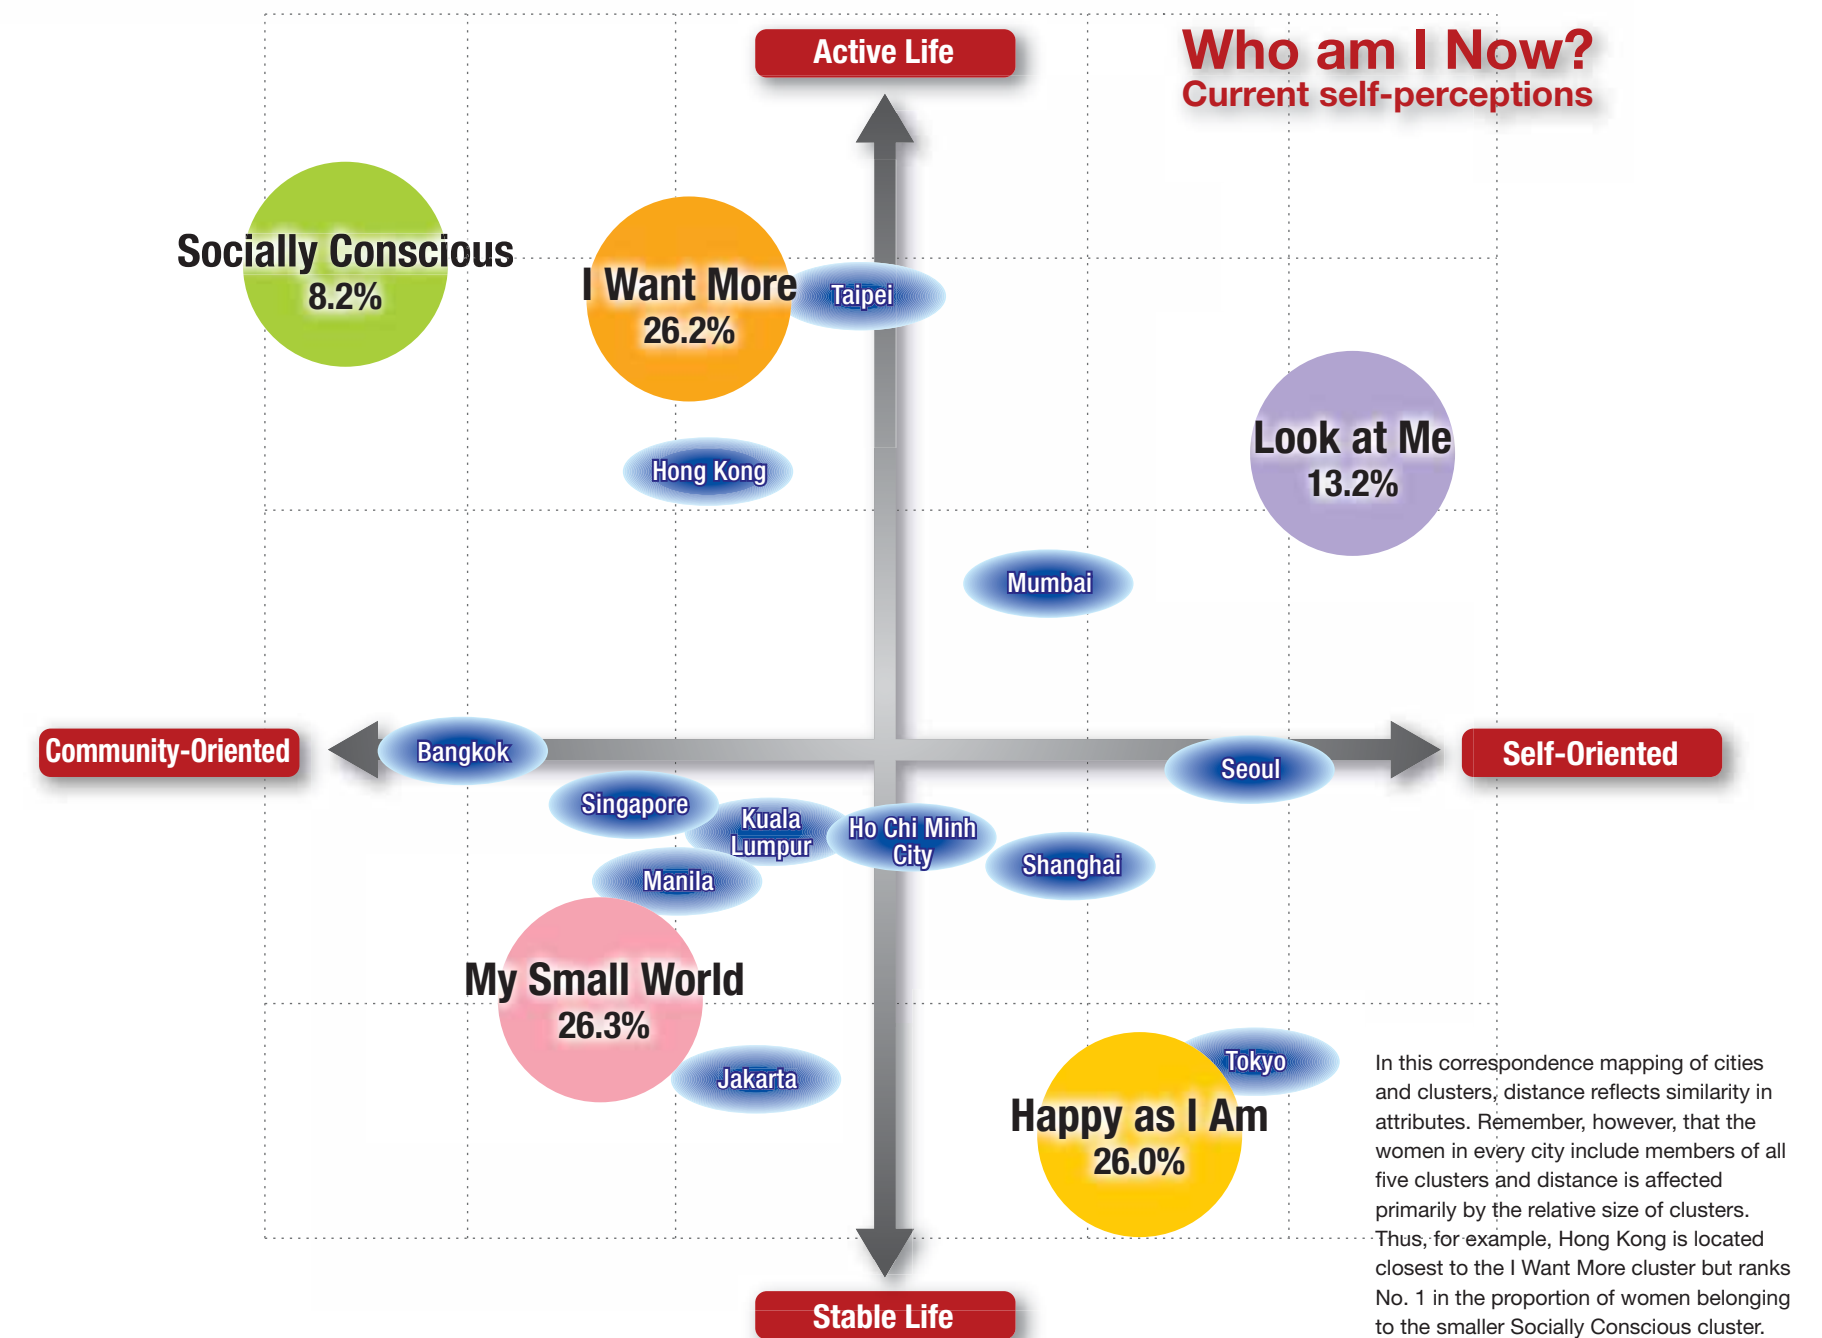 Active Life
Who am I Now?
Current self-perceptions
Socially Conscious
8.2%
I Want More
26.2%
Taipei
Look at Me
13.2%
Hong Kong
Mumbai
Community-Oriented
Bangkok
Seoul
Self-Oriented
Singapore
Kuala
Lumpur
Ho Chi Minh
City
Shanghai
Manila
My Small World
26.3%
Jakarta
Tokyo
Happy as I Am
26.0%
In this correspondence mapping of cities
and clusters, distance reflects similarity in
attributes. Remember, however, that the
women in every city include members of all
five clusters and distance is affected
primarily by the relative size of clusters.
Thus, for example, Hong Kong is located
closest to the I Want More cluster but ranks
No. 1 in the proportion of women belonging
to the smaller Socially Conscious cluster.
Stable Life